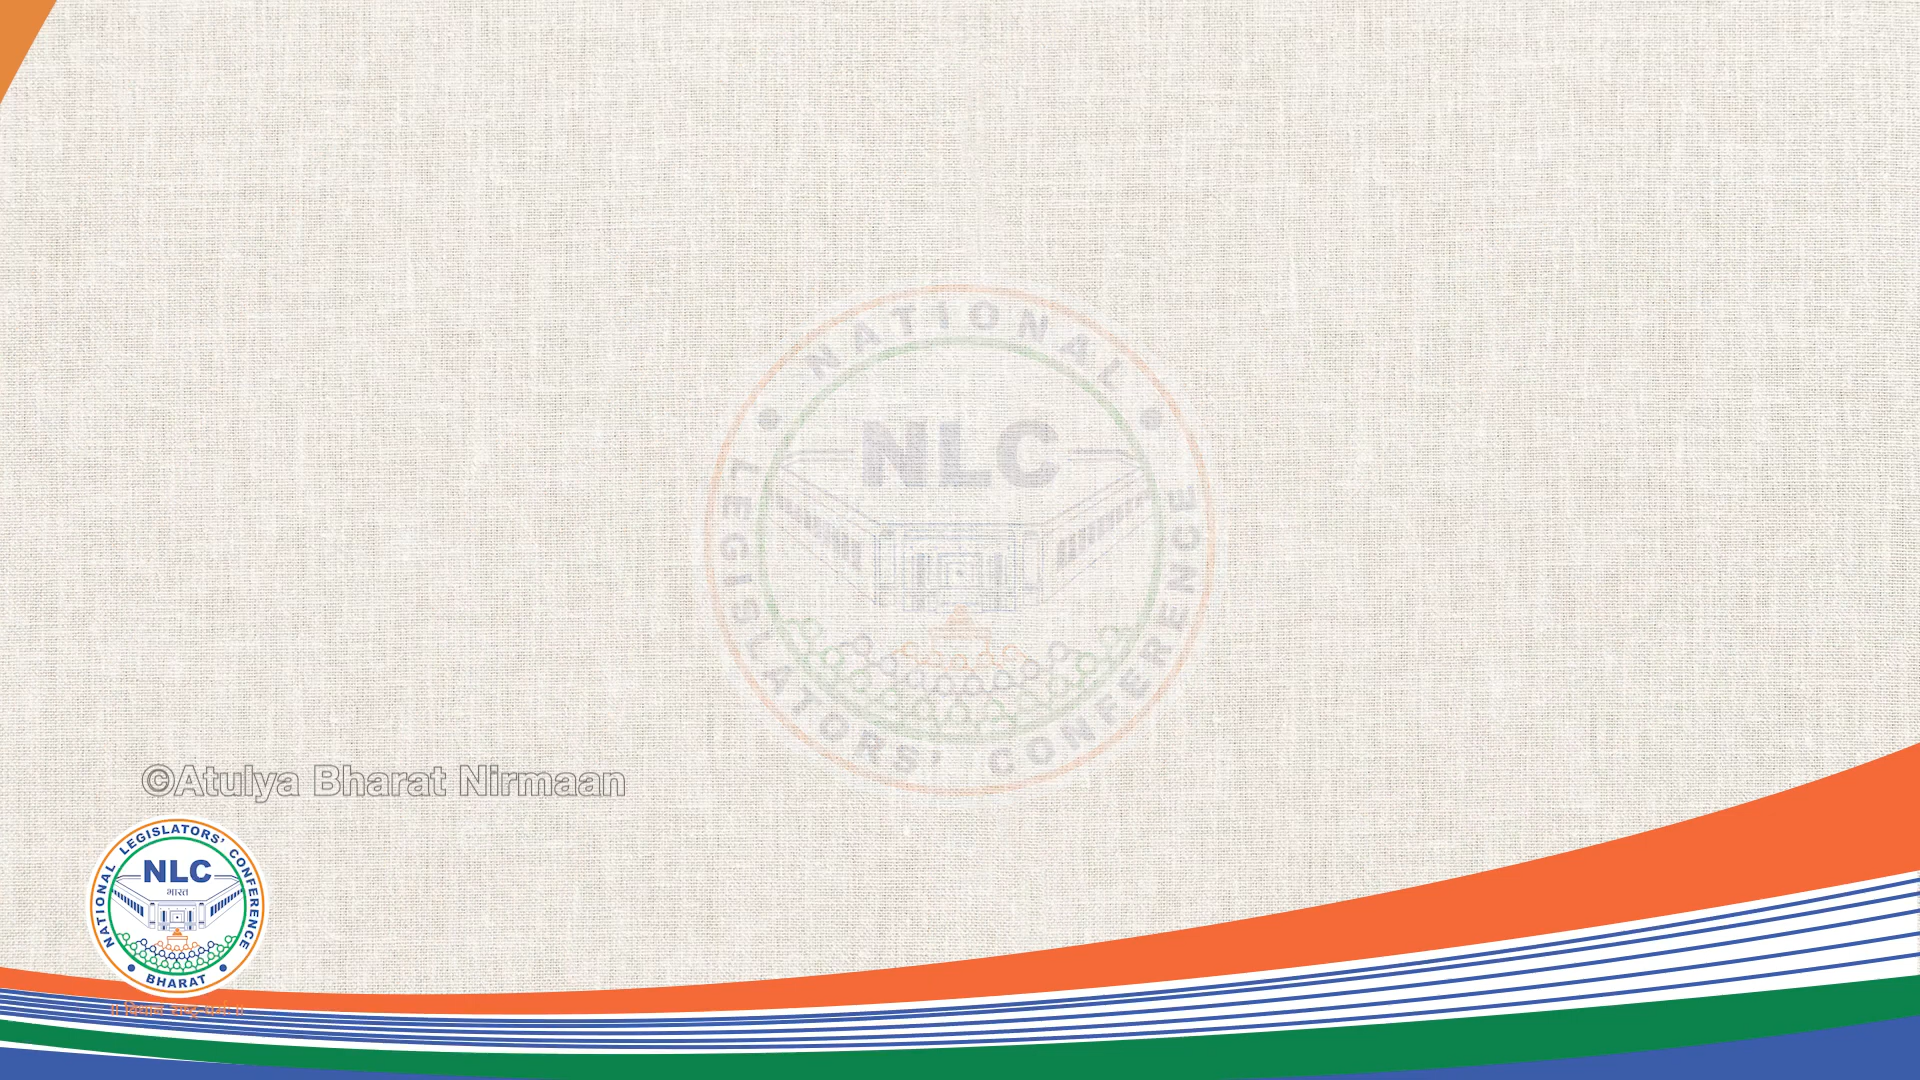 NATIONAL
NLC
LEGISLATORS' CONFERENCE
©Atulya Bharat Nirmaan
NATIONAL LEGISLATORS' CONFERENCE
NLC
भारत
BHARAT